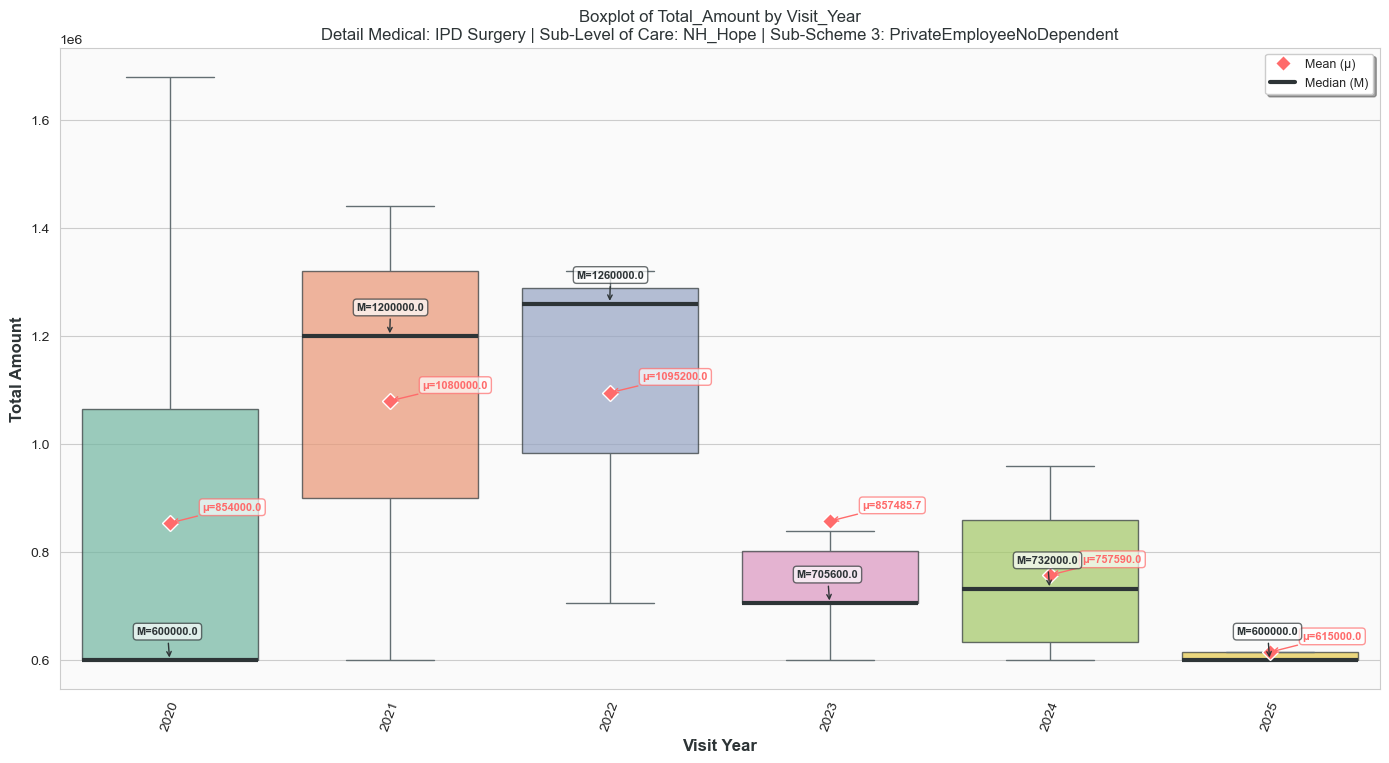 Boxplot of Total_Amount by Visit_Year
Detail Medical: IPD Surgery | Sub-Level of Care: NH_Hope | Sub-Scheme 3: PrivateEmployeeNoDependent
1e6
Mean (μ)
Median (M)
1.6
1.4
1.2
1.0
0.8
0.6
Total Amount
M=600000.0
μ=854000.0
M=1200000.0
μ=1080000.0
M=1260000.0
μ=1095200.0
M=705600.0
μ=857485.7
M=732000.0
μ=757590.0
M=600000.0
μ=615000.0
2020
2021
2022
2023
2024
2025
Visit Year